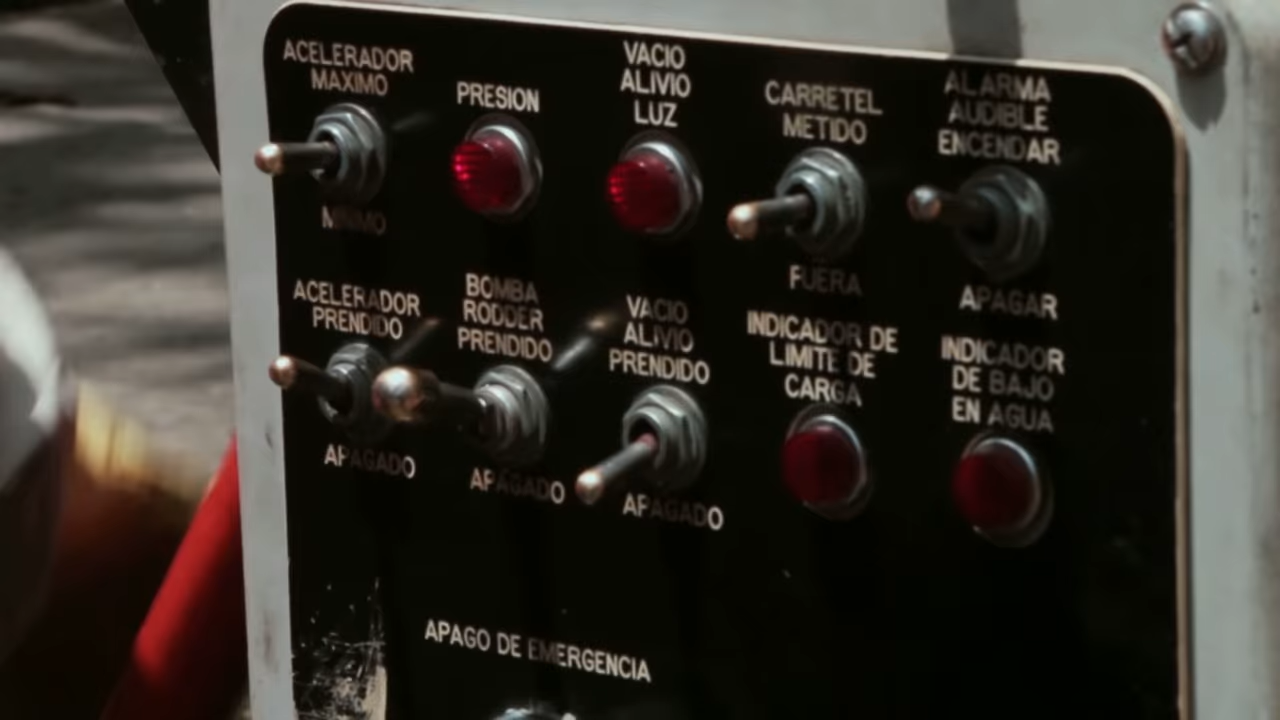 ACELERADOR
MAXIMO
PRESION
VACIO
ALIVIO
LUZ
CARRETEL
METIDO
ALARMA
AUDIBLE
ENCENDAR
MINIMO
FUERA
APAGAR
ACELERADOR
PRENDIDO
BOMBA
RODDER
PRENDIDO
VACIO
ALIVIO
PRENDIDO
INDICADOR DE
LIMITE DE
CARGA
INDICADOR
DE BAJO
EN AGUA
APAGADO
APAGADO
APAGADO
APAGO DE EMERGENCIA